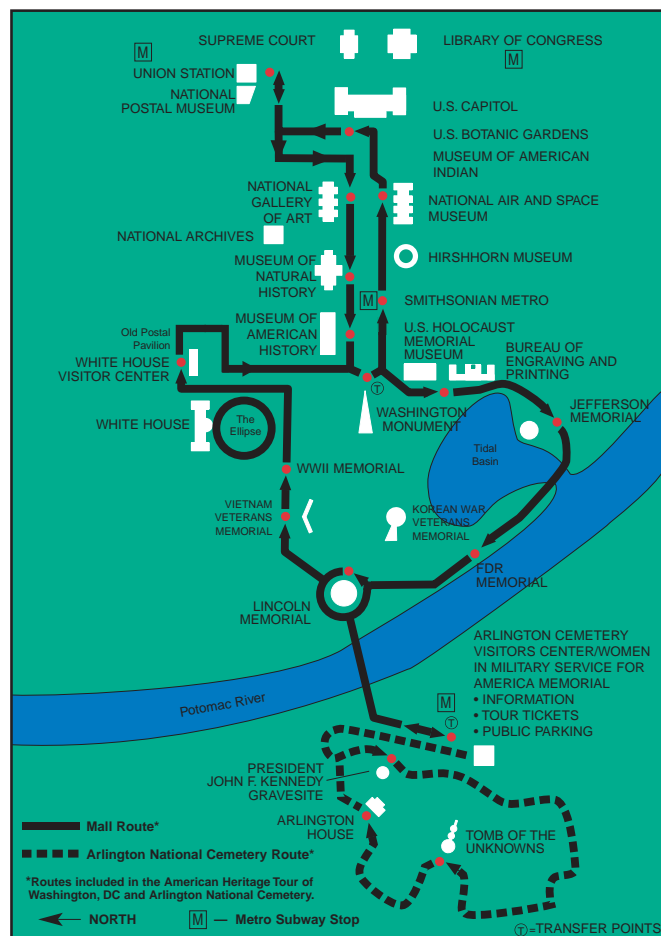 SUPREME COURT
LIBRARY OF CONGRESS
M
M
UNION STATION
NATIONAL
POSTAL MUSEUM
U.S. CAPITOL
U.S. BOTANIC GARDENS
MUSEUM OF AMERICAN
INDIAN
NATIONAL
GALLERY
OF ART
NATIONAL AIR AND SPACE
MUSEUM
NATIONAL ARCHIVES
HIRSHHORN MUSEUM
MUSEUM OF
NATURAL
HISTORY
M
SMITHSONIAN METRO
MUSEUM OF
AMERICAN
HISTORY
U.S. HOLOCAUST
MEMORIAL
MUSEUM
BUREAU OF
ENGRAVING AND
PRINTING
Old Postal
Pavilion
WHITE HOUSE
VISITOR CENTER
T
WASHINGTON
MONUMENT
JEFFERSON
MEMORIAL
WHITE HOUSE
The
Ellipse
Tidal
Basin
WWII MEMORIAL
VIETNAM
VETERANS
MEMORIAL
KOREAN WAR
VETERANS
MEMORIAL
FDR
MEMORIAL
LINCOLN
MEMORIAL
ARLINGTON CEMETERY
VISITORS CENTER/WOMEN
IN MILITARY SERVICE FOR
AMERICA MEMORIAL
• INFORMATION
• TOUR TICKETS
• PUBLIC PARKING
Potomac River
M
T
PRESIDENT
JOHN F. KENNEDY
GRAVESITE
ARLINGTON
HOUSE
TOMB OF THE
UNKNOWNS
Mall Route*
Arlington National Cemetery Route*
*Routes included in the American Heritage Tour of
Washington, DC and Arlington National Cemetery.
NORTH
M — Metro Subway Stop
T=TRANSFER POINTS